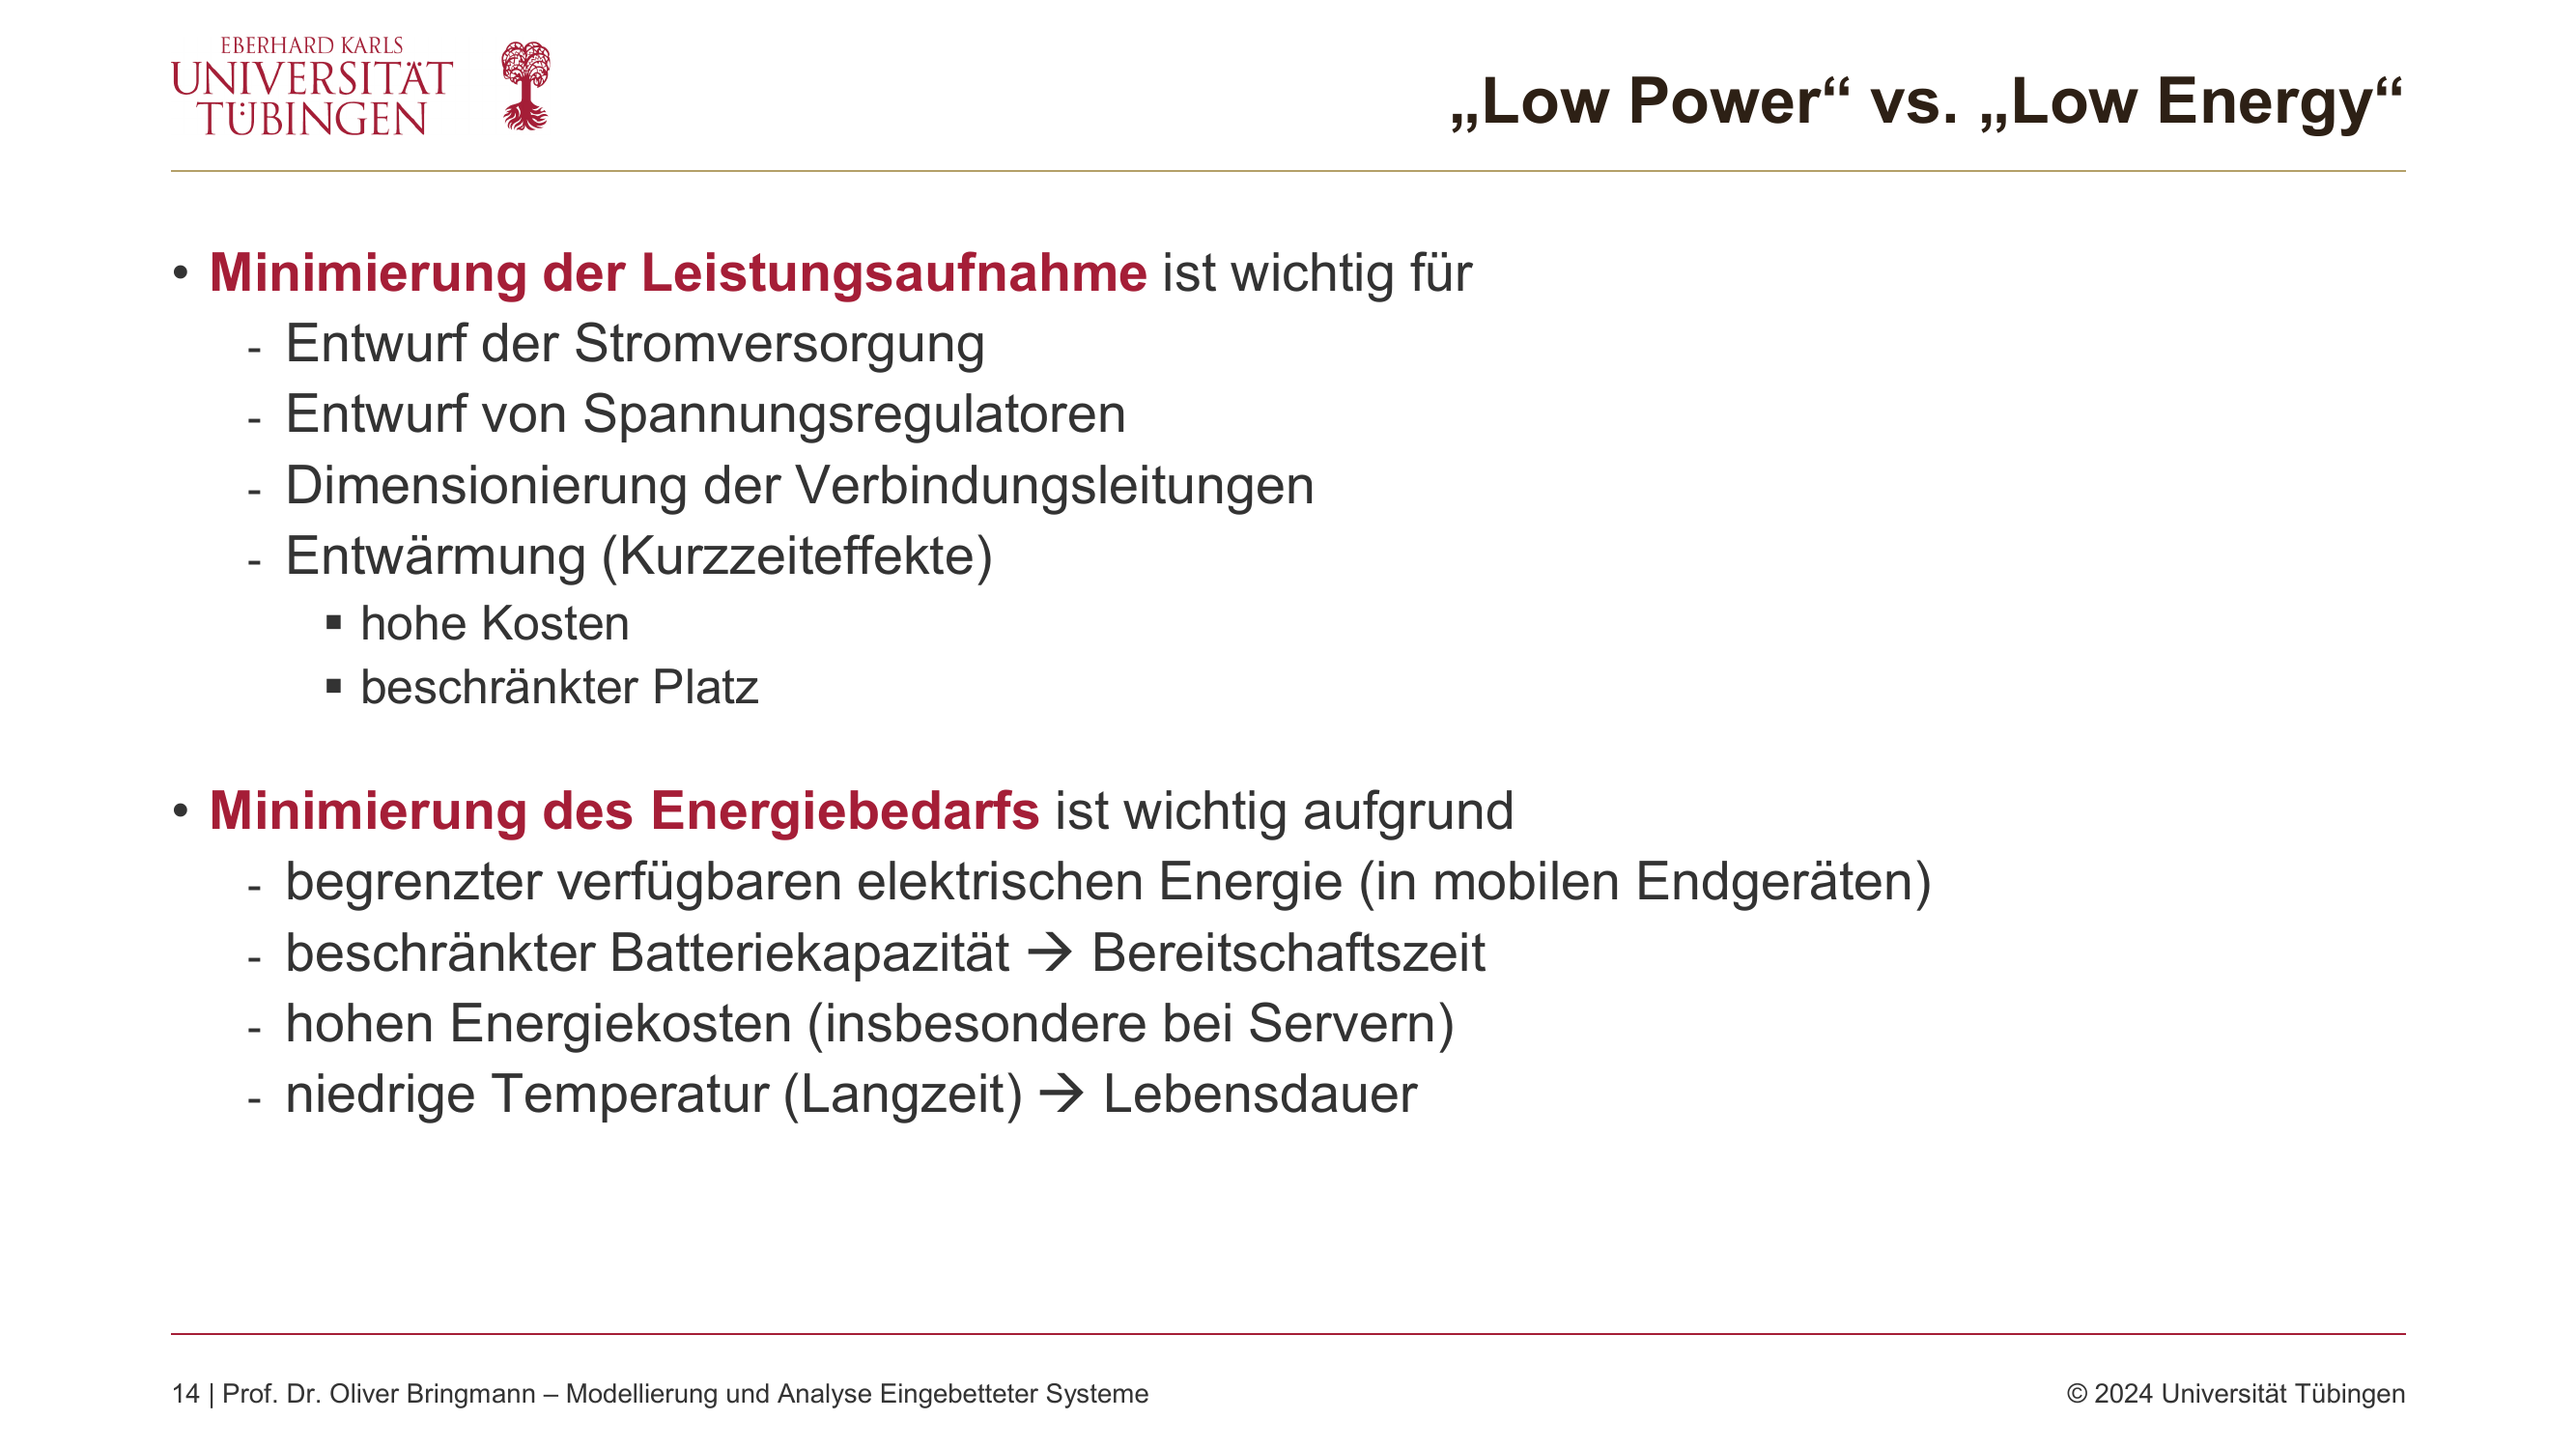 EBERHARD KARLS
UNIVERSITÄT
TÜBINGEN
„Low Power“ vs. „Low Energy“
• Minimierung der Leistungsaufnahme ist wichtig für
- Entwurf der Stromversorgung
- Entwurf von Spannungsregulatoren
- Dimensionierung der Verbindungsleitungen
- Entwärmung (Kurzzeiteffekte)
▪ hohe Kosten
▪ beschränkter Platz
• Minimierung des Energiebedarfs ist wichtig aufgrund
- begrenzter verfügbaren elektrischen Energie (in mobilen Endgeräten)
- beschränkter Batteriekapazität → Bereitschaftszeit
- hohen Energiekosten (insbesondere bei Servern)
- niedrige Temperatur (Langzeit) → Lebensdauer
14 | Prof. Dr. Oliver Bringmann – Modellierung und Analyse Eingebetteter Systeme
© 2024 Universität Tübingen